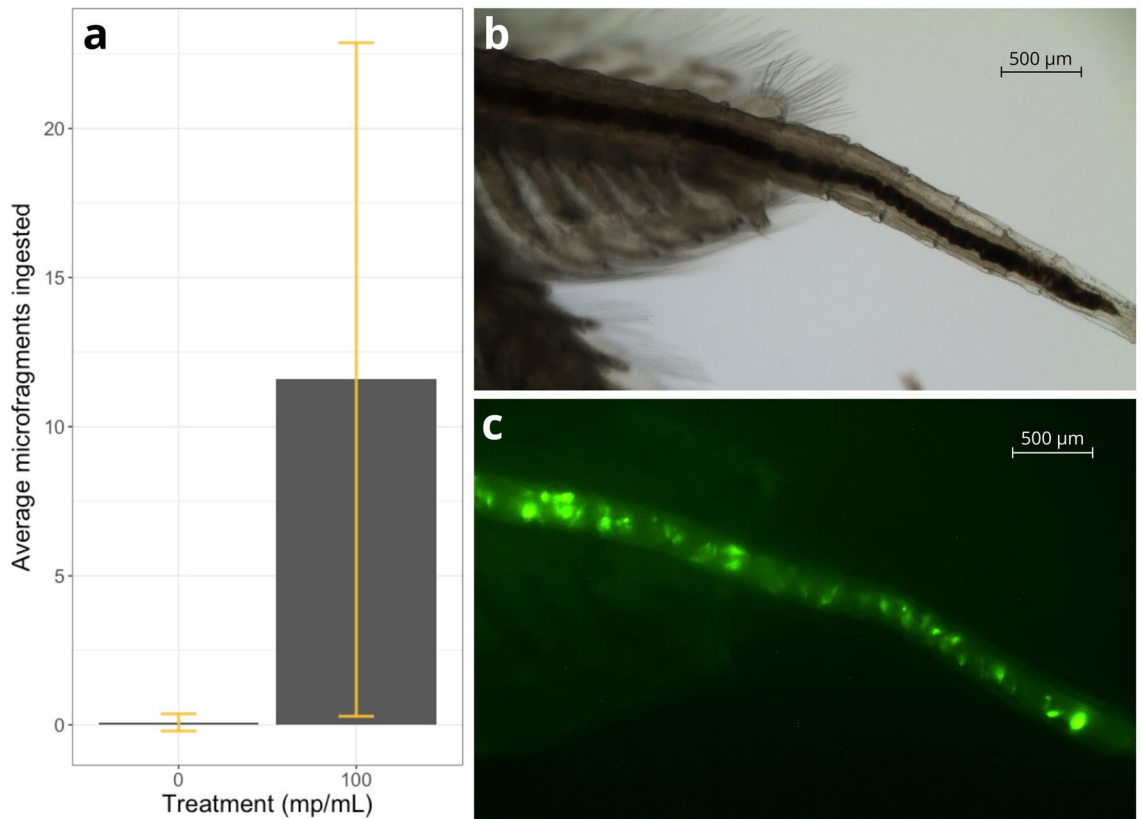 a
Average microfragments ingested
20
15
10
5
0
0
100
Treatment (mp/mL)
b
500 µm
c
500 µm